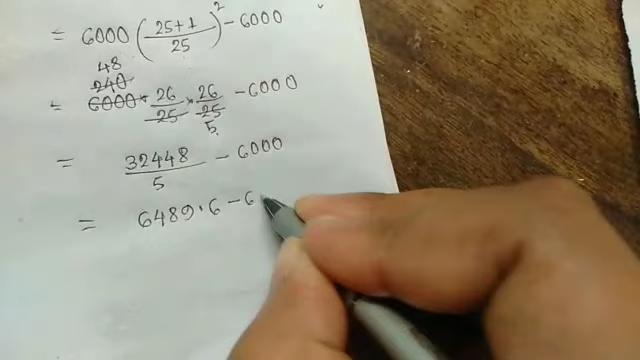 = 6000 (25+1/25)² - 6000
48
240
= 6000 × 26/25 × 26/25 - 6000
5
= 32448/5 - 6000
= 6489.6 - 6